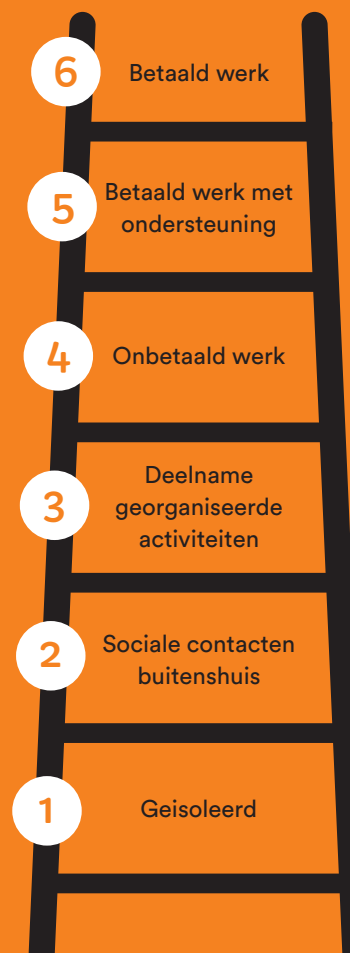 6
Betaald werk
5
Betaald werk met
ondersteuning
4
Onbetaald werk
3
Deelname
georganiseerde
activiteiten
2
Sociale contacten
buitenshuis
1
Geisoleerd